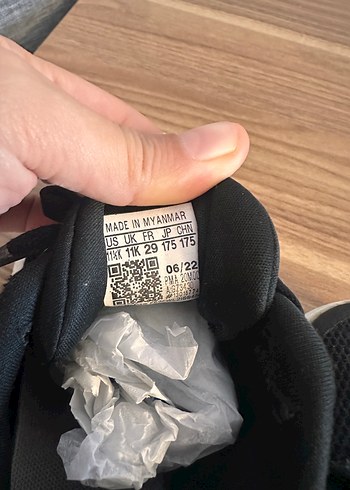 MADE IN MYANMAR
US UK FR JP CHN
11½K 11K 29 175 175
06/22